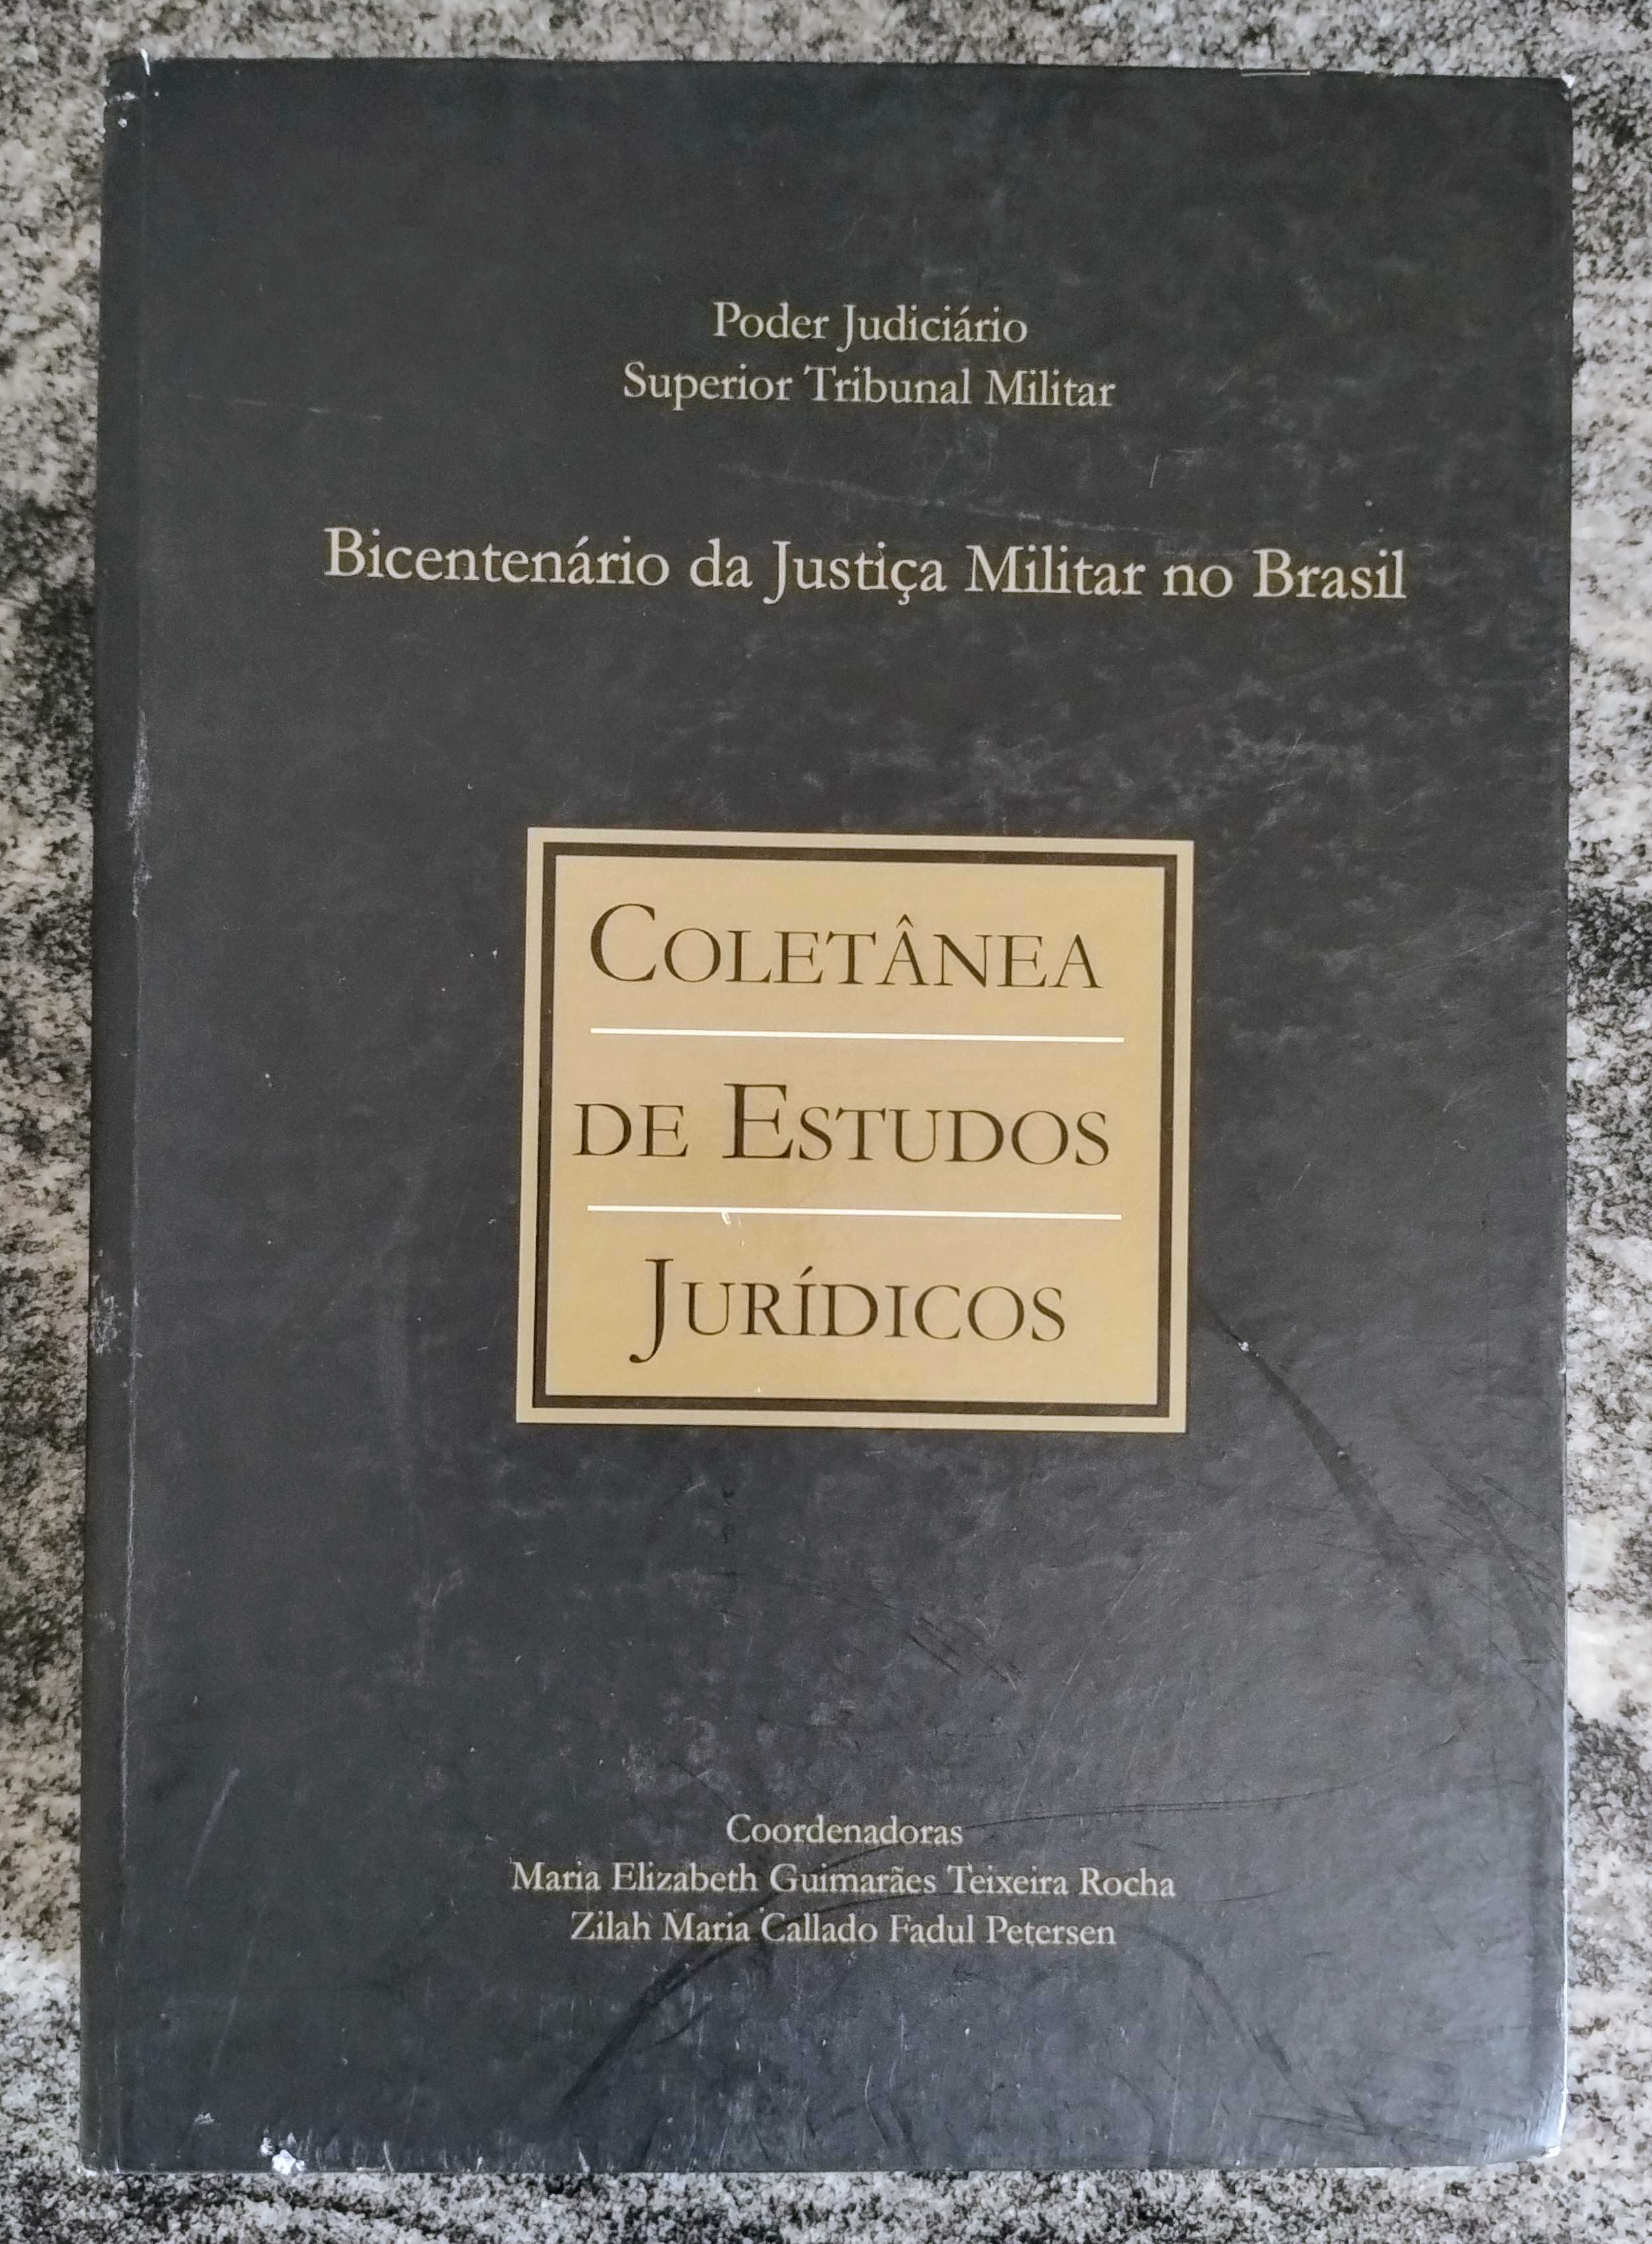 Poder Judiciário
Superior Tribunal Militar
Bicentenário da Justiça Militar no Brasil
COLETÂNEA
DE ESTUDOS
JURÍDICOS
Coordenadoras
Maria Elizabeth Guimarães Teixeira Rocha
Zilah Maria Callado Fadul Petersen